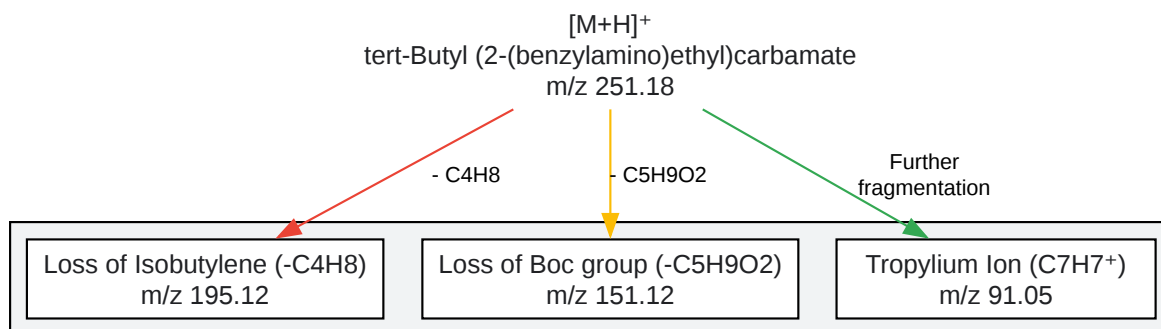 [M+H]⁺
tert-Butyl (2-(benzylamino)ethyl)carbamate
m/z 251.18
- C4H8
- C5H9O2
Further
fragmentation
Loss of Isobutylene (-C4H8)
m/z 195.12
Loss of Boc group (-C5H9O2)
m/z 151.12
Tropylium Ion (C7H7⁺)
m/z 91.05